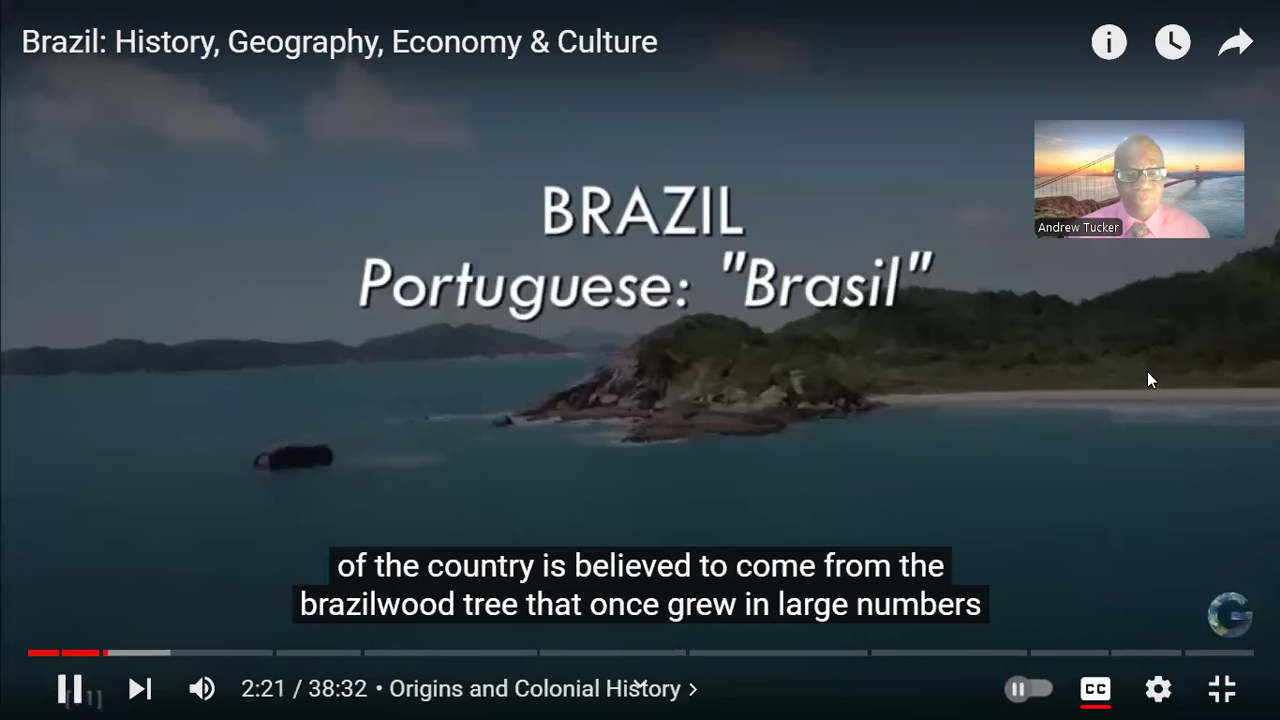 Brazil: History, Geography, Economy & Culture
BRAZIL
Portuguese: "Brasil"
Andrew Tucker
of the country is believed to come from the
brazilwood tree that once grew in large numbers
G
2:21 / 38:32 • Origins and Colonial History >
CC